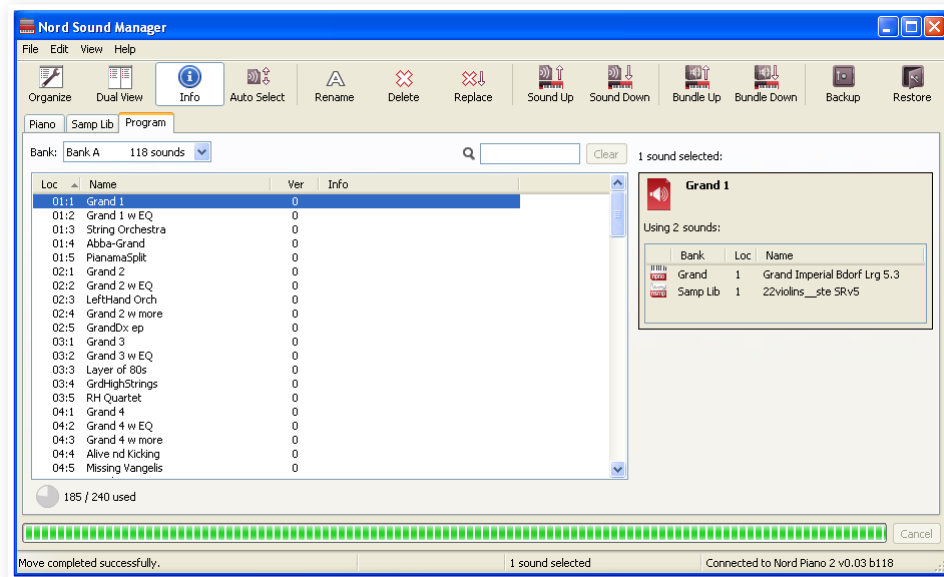 Nord Sound Manager
File Edit View Help
Organize Dual View Info Auto Select Rename Delete Replace Sound Up Sound Down Bundle Up Bundle Down Backup Restore
Piano Samp Lib Program
Bank: Bank A 118 sounds Clear 1 sound selected:
Loc Name Ver Info
01:1 Grand 1 0
01:2 Grand 1 w EQ 0
01:3 String Orchestra 0
01:4 Abba-Grand 0
01:5 PianamaSplit 0
02:1 Grand 2 0
02:2 Grand 2 w EQ 0
02:3 LeftHand Orch 0
02:4 Grand 2 w more 0
02:5 GrandDx ep 0
03:1 Grand 3 0
03:2 Grand 3 w EQ 0
03:3 Layer of 80s 0
03:4 GrdHighStrings 0
03:5 RH Quartet 0
04:1 Grand 4 0
04:2 Grand 4 w EQ 0
04:3 Grand 4 w more 0
04:4 Alive nd Kicking 0
04:5 Missing Vangelis 0
Grand 1
Using 2 sounds:
Bank Loc Name
Grand 1 Grand Imperial Bdorf Lrg 5.3
Samp Lib 1 22violins__ste SRv5
185 / 240 used
Cancel
Move completed successfully. 1 sound selected Connected to Nord Piano 2 v0.03 b118